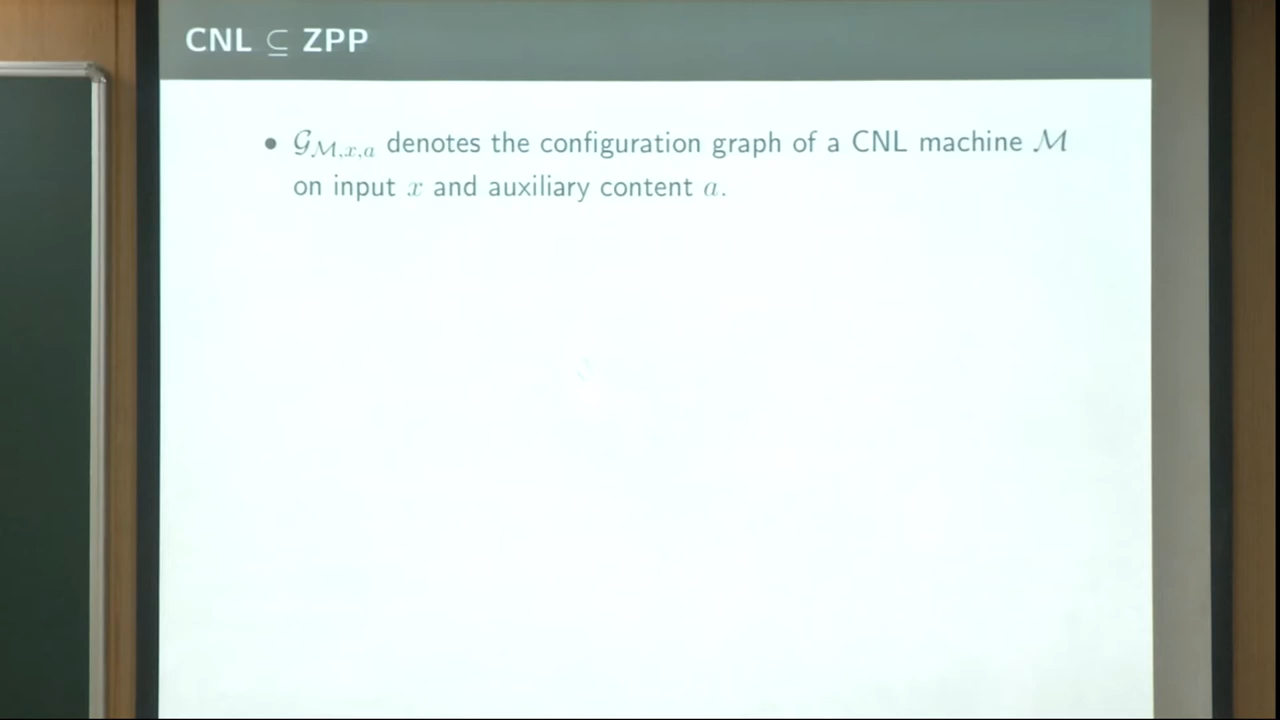 CNL ⊆ ZPP
• 𝒢_{ℳ,x,a} denotes the configuration graph of a CNL machine ℳ
on input x and auxiliary content a.